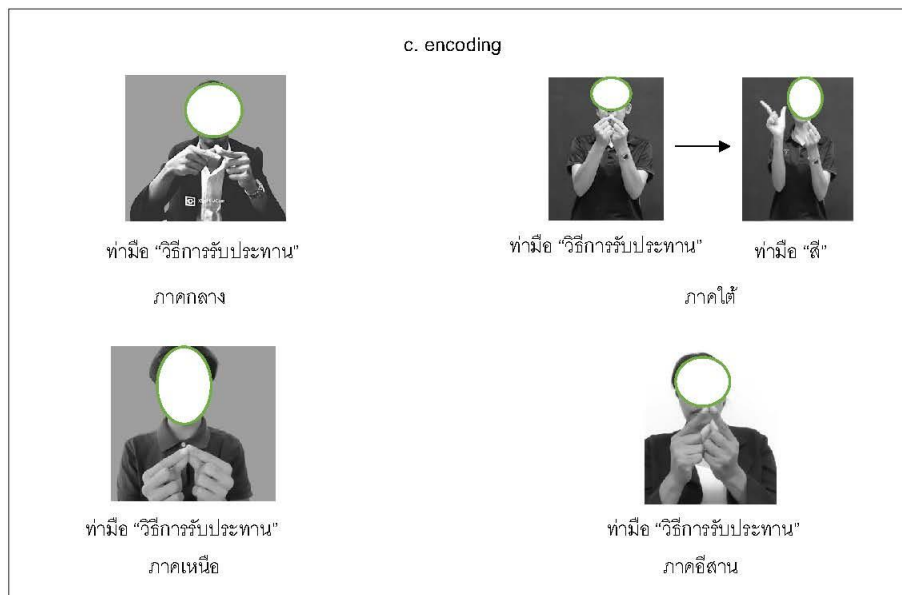 c. encoding
ท่ามือ “วิธีการรับประทาน”
ภาคกลาง
ท่ามือ “วิธีการรับประทาน” ท่ามือ “สี”
ภาคใต้
ท่ามือ “วิธีการรับประทาน”
ภาคเหนือ
ท่ามือ “วิธีการรับประทาน”
ภาคอีสาน